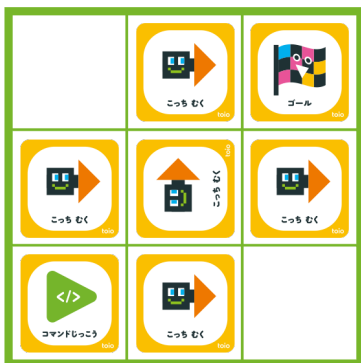 こっち むく
toio
ゴール
toio
こっち むく
toio
こっち むく
toio
こっち むく
toio
</>
コマンドじっこう
toio
こっち むく
toio